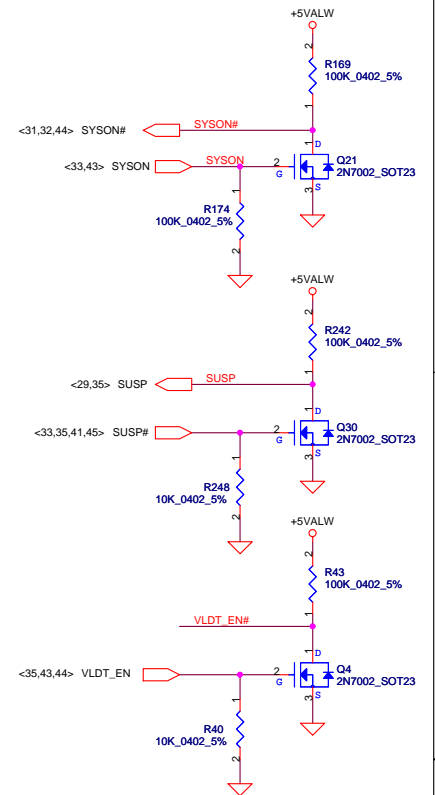 +5VALW
2
R169
100K_0402_5%
1
<31,32,44> SYSON# SYSON#
1 D
<33,43> SYSON SYSON 2 G
Q21
2N7002_SOT23
3 S
1
R174
100K_0402_5%
2
+5VALW
2
R242
100K_0402_5%
1
<29,35> SUSP SUSP
1 D
<33,35,41,45> SUSP# 2 G
Q30
2N7002_SOT23
3 S
1
R248
10K_0402_5%
2
+5VALW
2
R43
100K_0402_5%
1
VLDT_EN#
1 D
<35,43,44> VLDT_EN 2 G
Q4
2N7002_SOT23
3 S
1
R40
10K_0402_5%
2